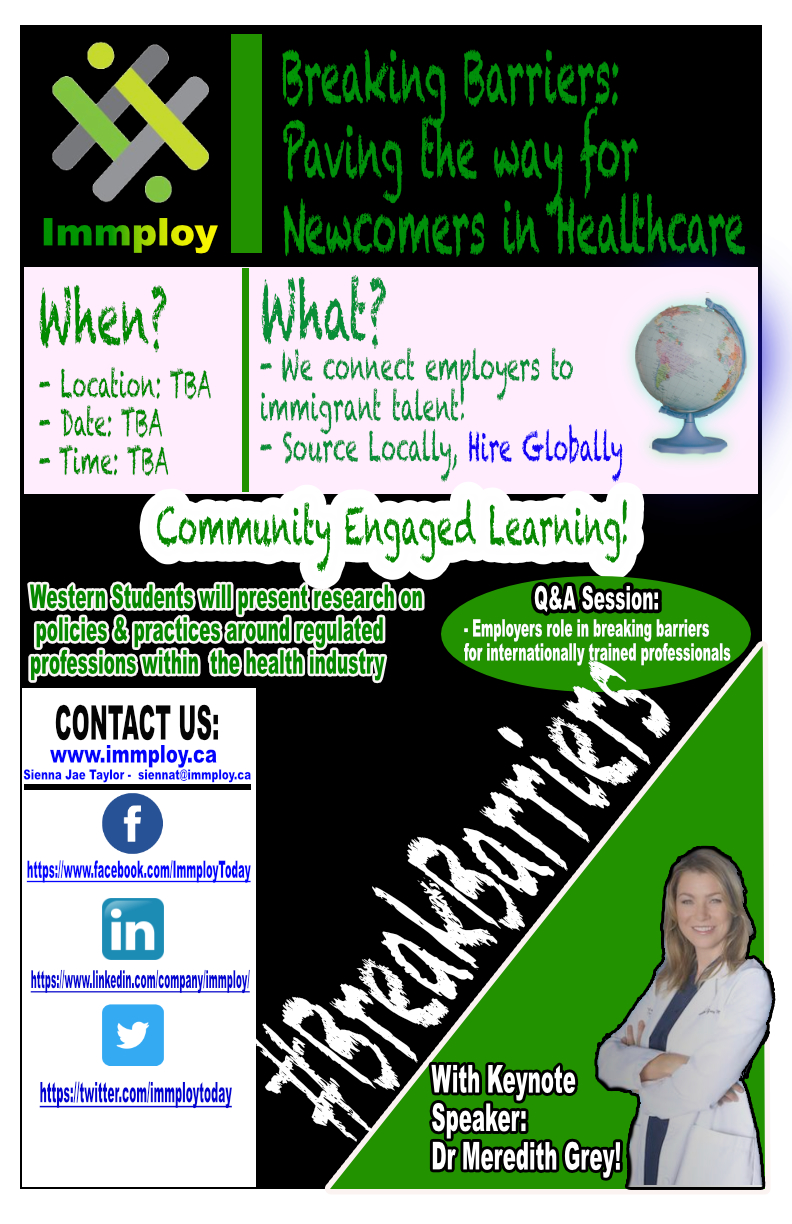 Immploy
Breaking Barriers:
Paving the way for
Newcomers in Healthcare
When?
- Location: TBA
- Date: TBA
- Time: TBA
What?
- We connect employers to
immigrant talent!
- Source Locally, Hire Globally
Community Engaged Learning!
Western Students will present research on
policies & practices around regulated
professions within the health industry
Q&A Session:
- Employers role in breaking barriers
for internationally trained professionals
CONTACT US:
www.immploy.ca
Sienna Jae Taylor - siennat@immploy.ca
f
https://www.facebook.com/ImmployToday
in
https://www.linkedin.com/company/immploy/
https://twitter.com/immploytoday
#BreakBarriers
With Keynote
Speaker:
Dr Meredith Grey!